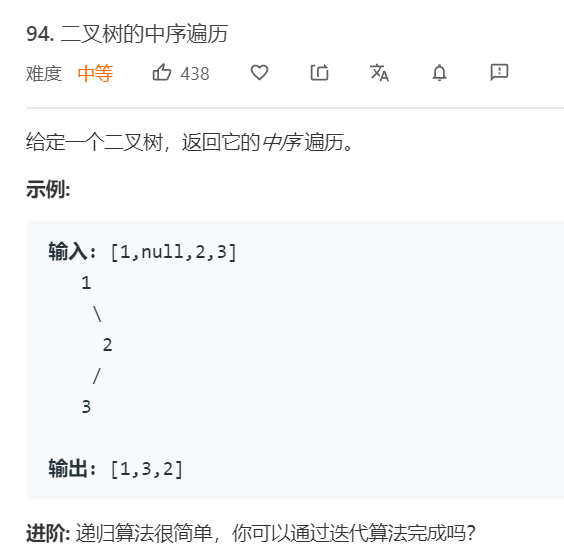 94. 二叉树的中序遍历
难度 中等 438
给定一个二叉树，返回它的中序 遍历。
示例:
输入: [1,null,2,3]
1
\
2
/
3
输出: [1,3,2]
进阶: 递归算法很简单，你可以通过迭代算法完成吗？